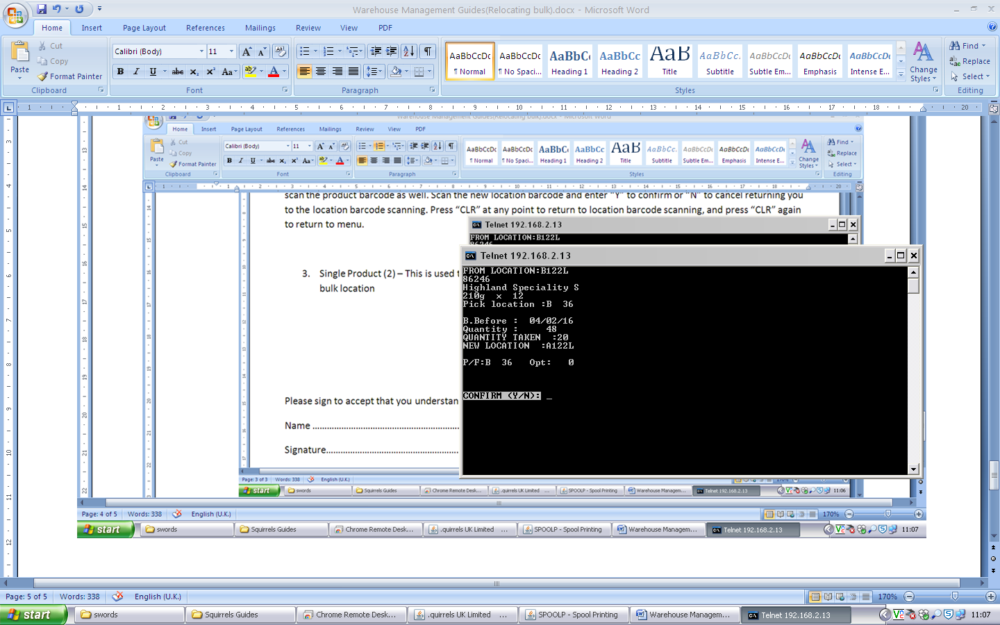 Warehouse Management Guides(Relocating bulk).docx - Microsoft Word
Home Insert Page Layout References Mailings Review View PDF
Paste
Cut
Copy
Format Painter
Calibri (Body) 11
B I U abc x₂ x² Aa
AaBbCcDc AaBbCcDc AaBbCc AaBbCc AaB AaBbCc. AaBbCcDc AaBbCcDc AaBbCcDc
¶ Normal ¶ No Spaci... Heading 1 Heading 2 Title Subtitle Subtle Em... Emphasis Intense E...
Change Styles
Find
Replace
Select
Clipboard Font Paragraph Styles Editing
Warehouse Management Guides(Relocating bulk).docx - Microsoft Word
Home Insert Page Layout References Mailings Review View PDF
Paste
Cut
Copy
Format Painter
Calibri (Body) 11
B I U abc x₂ x² Aa
AaBbCcDc AaBbCcDc AaBbC AaBbCc AaB AaBbCc. AaBbCcDc AaBbCcDc AaBbCcDc
¶ Normal ¶ No Spaci... Heading 1 Heading 2 Title Subtitle Subtle Em... Emphasis Intense E...
Change Styles
Find
Replace
Select
Clipboard Font Paragraph Styles Editing
scan the product barcode as well. Scan the new location barcode and enter “Y” to confirm or “N” to cancel returning you
to the location barcode scanning. Press “CLR” at any point to return to location barcode scanning, and press “CLR” again
to return to menu.
Telnet 192.168.2.13
FROM LOCATION:B122L
86246
3. Single Product (2) – This is used
bulk location
Please sign to accept that you understan
Name
Signature
Telnet 192.168.2.13
FROM LOCATION:B122L
86246
Highland Speciality S
210g x 12
Pick location :B 36
B.Before : 04/02/16
Quantity : 48
QUANTITY TAKEN :20
NEW LOCATION :A122L
P/F:B 36 Opt: 0
CONFIRM (Y/N): _
Page: 3 of 3 Words: 338 English (U.K.) 170%
start swords Squirrels Guides Chrome Remote Desk... .quirrels UK Limited ... SPOOLP - Spool Printing Warehouse Managem... Telnet 192.168.2.13 11:06
Page: 4 of 5 Words: 338 English (U.K.) 170%
start swords Squirrels Guides Chrome Remote Desk... .quirrels UK Limited ... SPOOLP - Spool Printing Warehouse Managem... Telnet 192.168.2.13 11:07
Page: 5 of 5 Words: 338 English (U.K.) 170%
start swords Squirrels Guides Chrome Remote Desk... .quirrels UK Limited ... SPOOLP - Spool Printing Warehouse Managem... Telnet 192.168.2.13 11:07